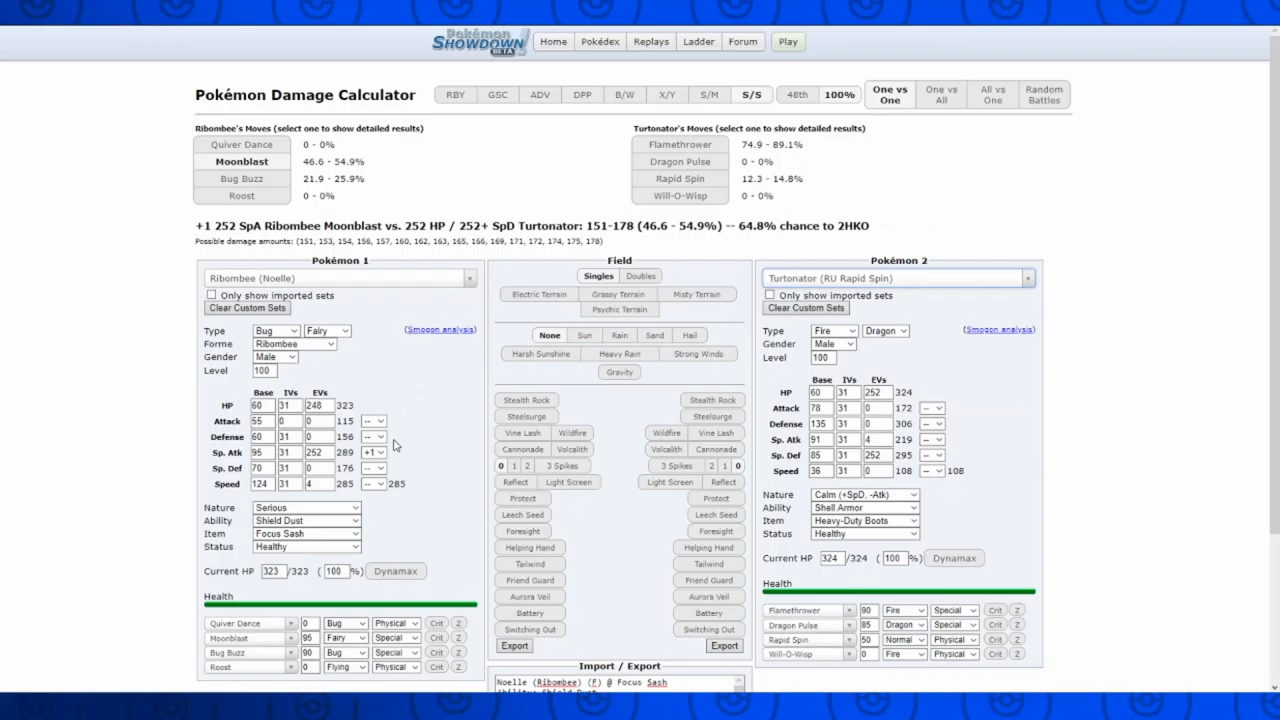 Pokémon
SHOWDOWN!
BETA
Home Pokédex Replays Ladder Forum Play
Pokémon Damage Calculator
RBY GSC ADV DPP B/W X/Y S/M S/S 48th 100%
One vs One
One vs All
All vs One
Random Battles
Ribombee's Moves (select one to show detailed results)
Quiver Dance 0 - 0%
Moonblast 46.6 - 54.9%
Bug Buzz 21.9 - 25.9%
Roost 0 - 0%
Turtonator's Moves (select one to show detailed results)
Flamethrower 74.9 - 89.1%
Dragon Pulse 0 - 0%
Rapid Spin 12.3 - 14.8%
Will-O-Wisp 0 - 0%
+1 252 SpA Ribombee Moonblast vs. 252 HP / 252+ SpD Turtonator: 151-178 (46.6 - 54.9%) -- 64.8% chance to 2HKO
Possible damage amounts: (151, 153, 154, 156, 157, 160, 162, 163, 165, 166, 169, 171, 172, 174, 175, 178)
Pokémon 1
Ribombee (Noelle)
Only show imported sets
Clear Custom Sets
Type Bug Fairy (Smogon analysis)
Forme Ribombee
Gender Male
Level 100
Base IVs EVs
HP 60 31 248 323
Attack 55 0 0 115 --
Defense 60 31 0 156 --
Sp. Atk 95 31 252 289 +1
Sp. Def 70 31 0 176 --
Speed 124 31 4 285 -- 285
Nature Serious
Ability Shield Dust
Item Focus Sash
Status Healthy
Current HP 323 /323 ( 100 %) Dynamax
Health
Quiver Dance 0 Bug Physical Crit Z
Moonblast 95 Fairy Special Crit Z
Bug Buzz 90 Bug Special Crit Z
Roost 0 Flying Physical Crit Z
Field
Singles Doubles
Electric Terrain Grassy Terrain Misty Terrain
Psychic Terrain
None Sun Rain Sand Hail
Harsh Sunshine Heavy Rain Strong Winds
Gravity
Stealth Rock Stealth Rock
Steelsurge Steelsurge
Vine Lash Wildfire Wildfire Vine Lash
Cannonade Volcalith Volcalith Cannonade
0 1 2 3 Spikes 3 Spikes 2 1 0
Reflect Light Screen Light Screen Reflect
Protect Protect
Leech Seed Leech Seed
Foresight Foresight
Helping Hand Helping Hand
Tailwind Tailwind
Friend Guard Friend Guard
Aurora Veil Aurora Veil
Battery Battery
Switching Out Switching Out
Export Export
Import / Export
Noelle (Ribombee) (F) @ Focus Sash
Ability: Shield Dust
Pokémon 2
Turtonator (RU Rapid Spin)
Only show imported sets
Clear Custom Sets
Type Fire Dragon (Smogon analysis)
Gender Male
Level 100
Base IVs EVs
HP 60 31 252 324
Attack 78 31 0 172 --
Defense 135 31 0 306 --
Sp. Atk 91 31 4 219 --
Sp. Def 85 31 252 295 --
Speed 36 31 0 108 -- 108
Nature Calm (+SpD, -Atk)
Ability Shell Armor
Item Heavy-Duty Boots
Status Healthy
Current HP 324 /324 ( 100 %) Dynamax
Health
Flamethrower 90 Fire Special Crit Z
Dragon Pulse 85 Dragon Special Crit Z
Rapid Spin 50 Normal Physical Crit Z
Will-O-Wisp 0 Fire Physical Crit Z